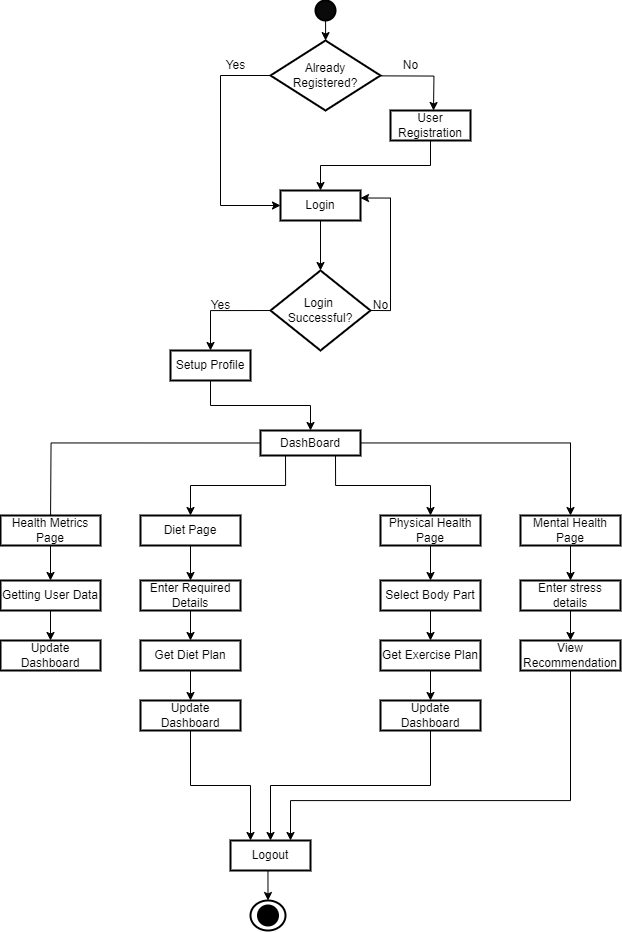 Yes
Already
Registered?
No
User
Registration
Login
Yes
Login
Successful?
No
Setup Profile
DashBoard
Health Metrics
Page
Diet Page
Physical Health
Page
Mental Health
Page
Getting User Data
Enter Required
Details
Select Body Part
Enter stress
details
Update
Dashboard
Get Diet Plan
Get Exercise Plan
View
Recommendation
Update
Dashboard
Update
Dashboard
Logout